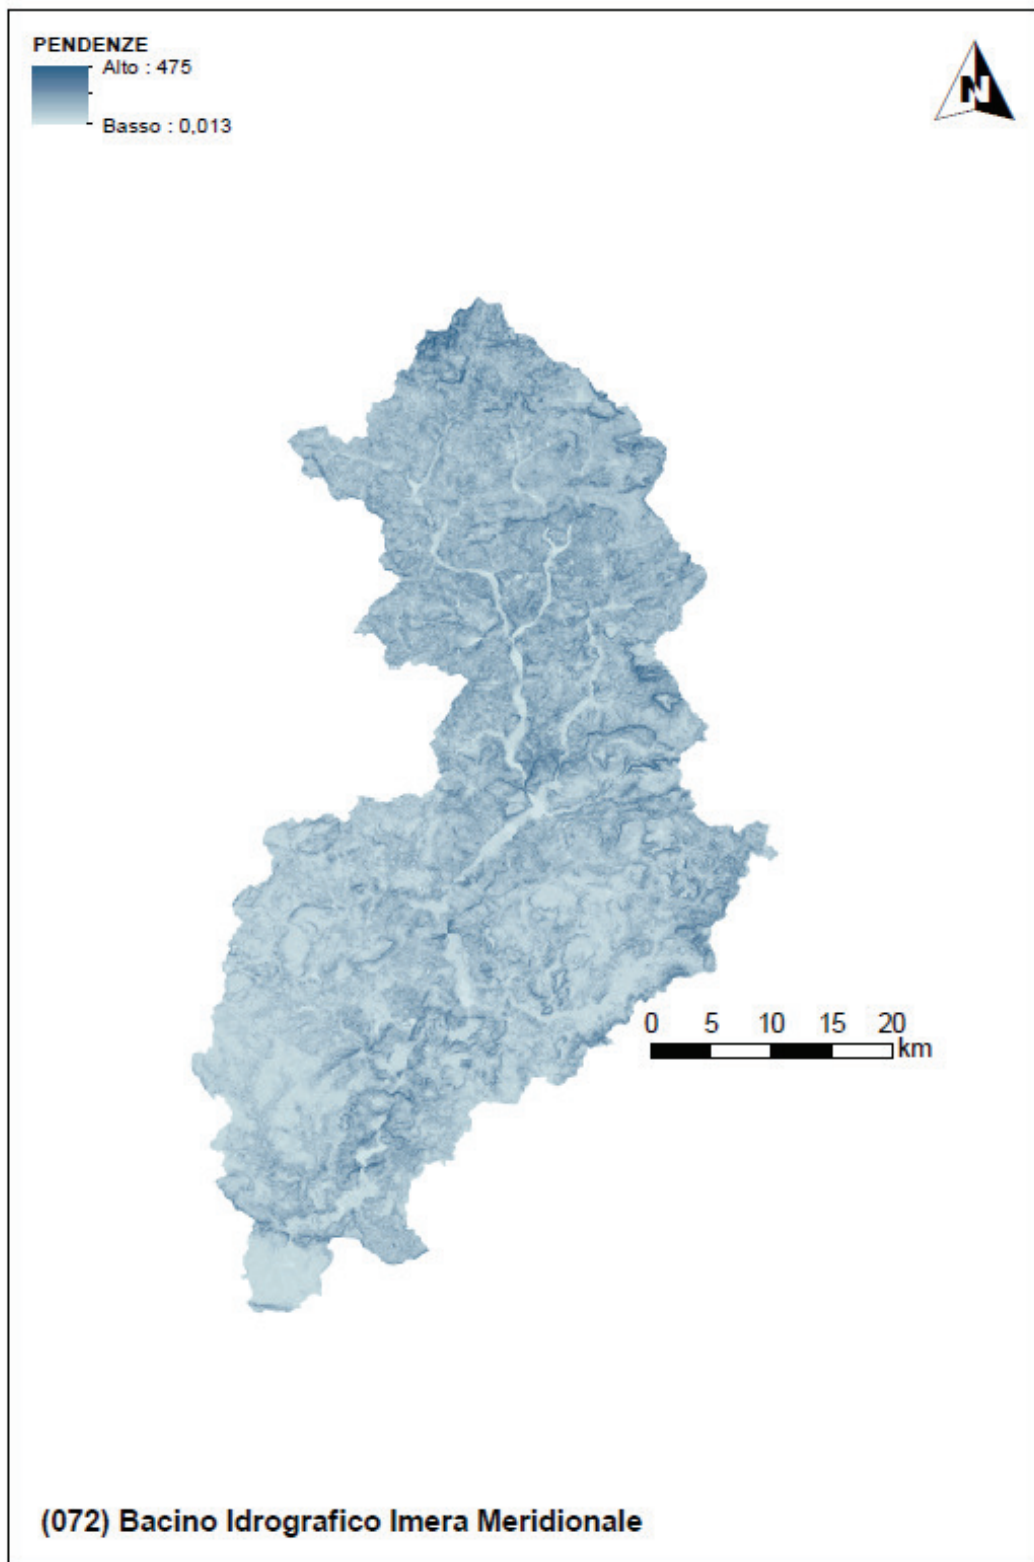 PENDENZE
Alto : 475
Basso : 0,013
N
0 5 10 15 20
km
(072) Bacino Idrografico Imera Meridionale